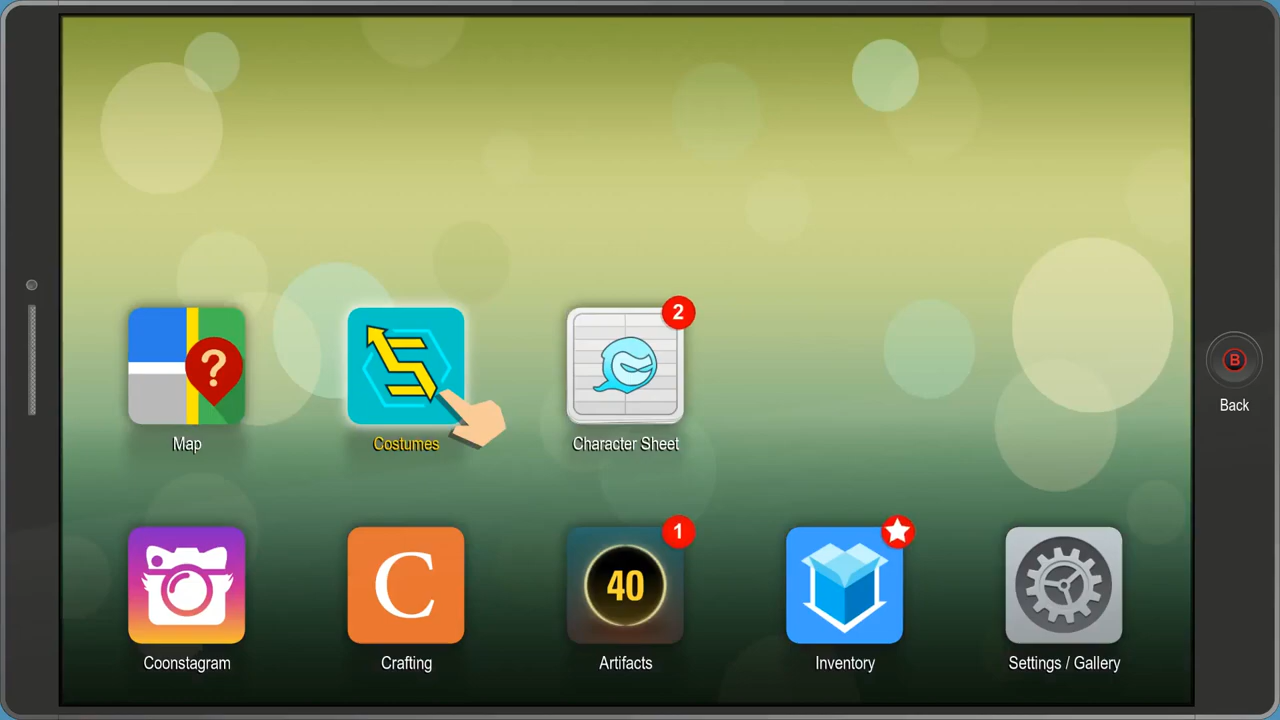 2
?
Map
Costumes
Character Sheet
B
Back
1
C
40
Coonstagram
Crafting
Artifacts
Inventory
Settings / Gallery